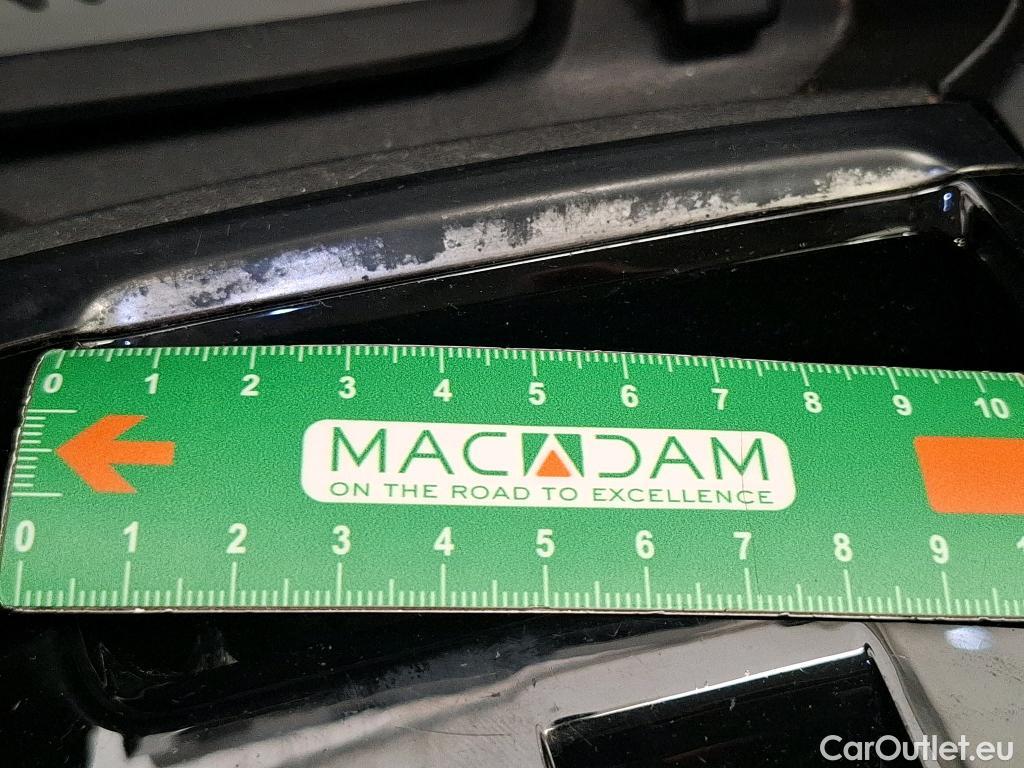 0 1 2 3 4 5 6 7 8 9 10
MACADAM
ON THE ROAD TO EXCELLENCE
0 1 2 3 4 5 6 7 8 9
CarOutlet.eu